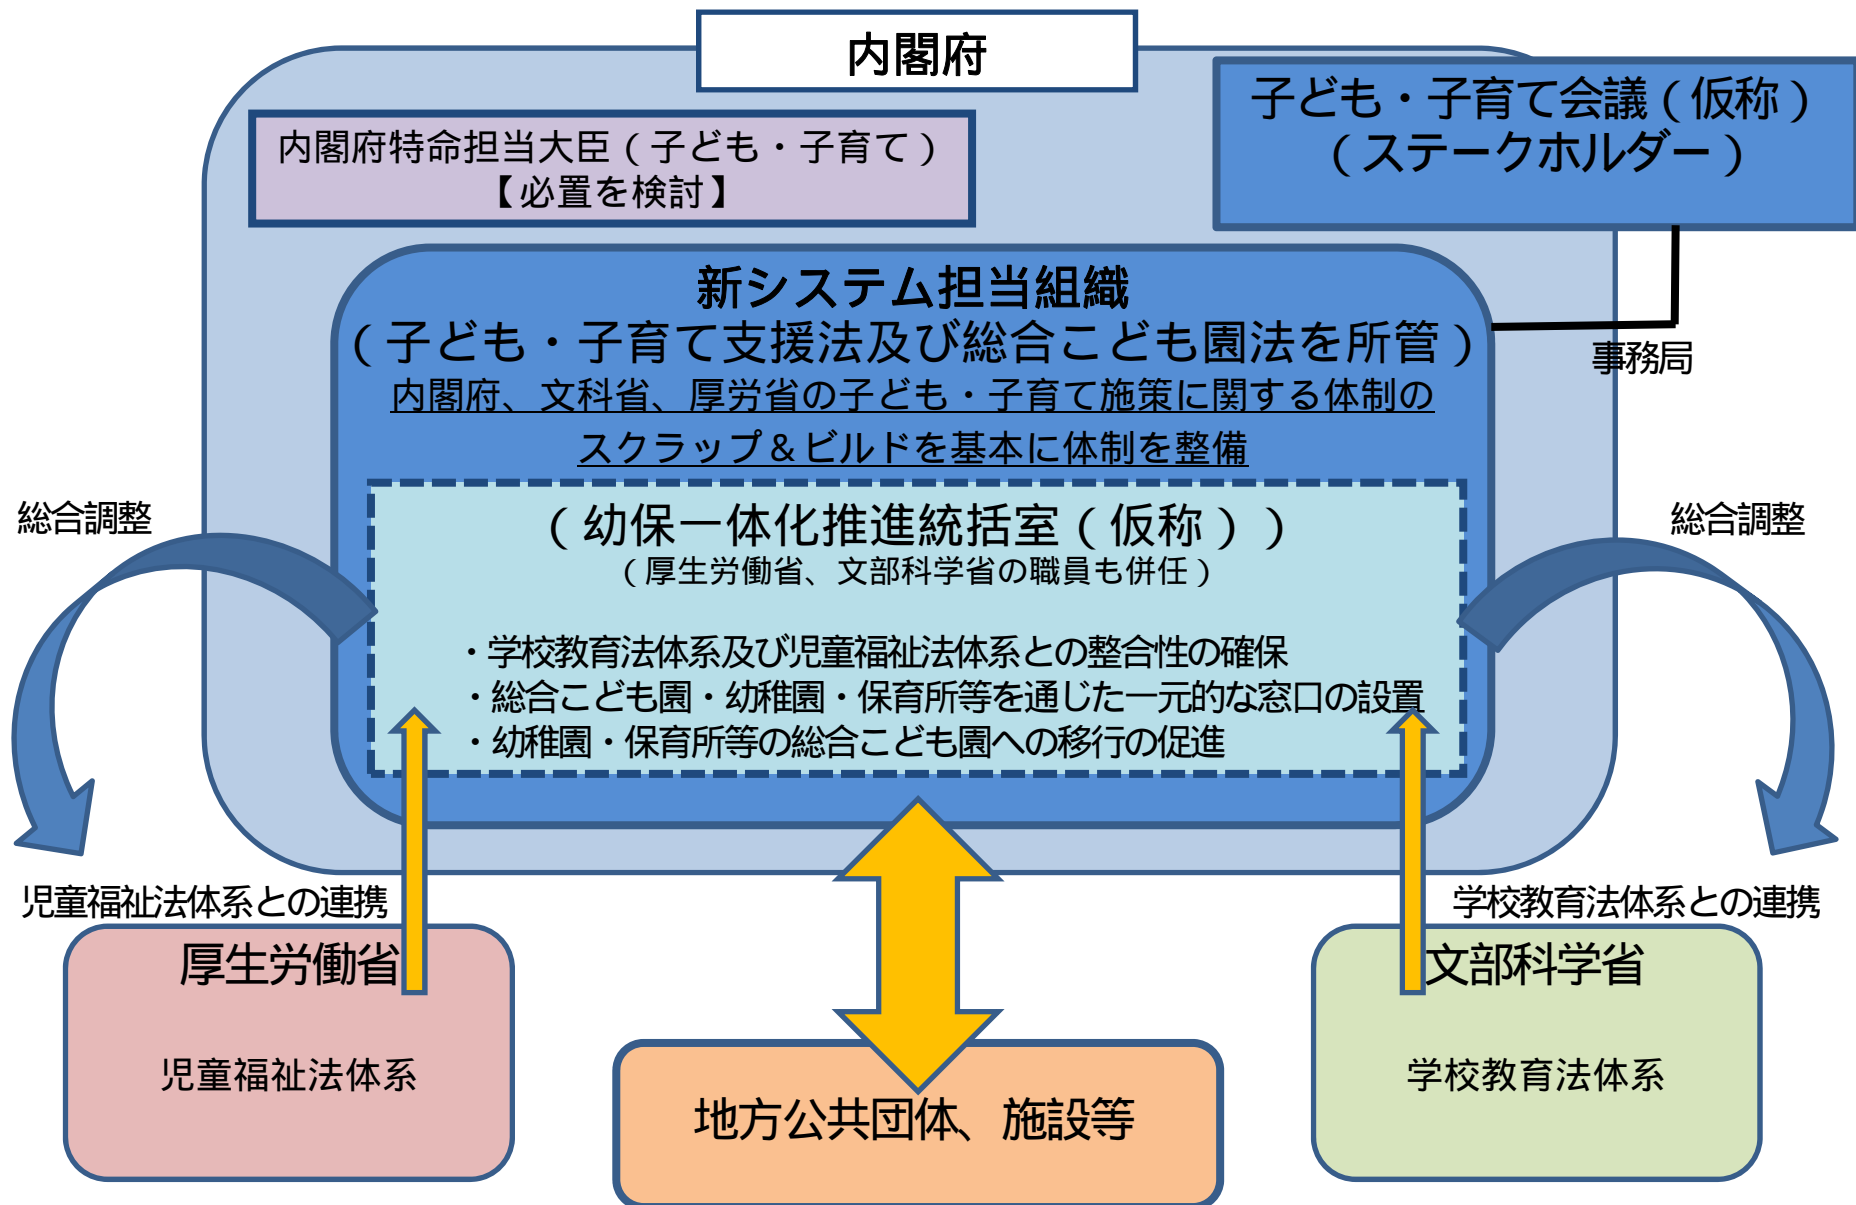 内閣府
子ども・子育て会議(仮称)
(ステークホルダー)
内閣府特命担当大臣(子ども・子育て)
【必置を検討】
新システム担当組織
(子ども・子育て支援法及び総合こども園法を所管)
事務局
内閣府、文科省、厚労省の子ども・子育て施策に関する体制の
スクラップ&ビルドを基本に体制を整備
総合調整
総合調整
(幼保一体化推進統括室(仮称))
(厚生労働省、文部科学省の職員も併任)
・学校教育法体系及び児童福祉法体系との整合性の確保
・総合こども園・幼稚園・保育所等を通じた一元的な窓口の設置
・幼稚園・保育所等の総合こども園への移行の促進
児童福祉法体系との連携
学校教育法体系との連携
厚生労働省
児童福祉法体系
文部科学省
学校教育法体系
地方公共団体、施設等